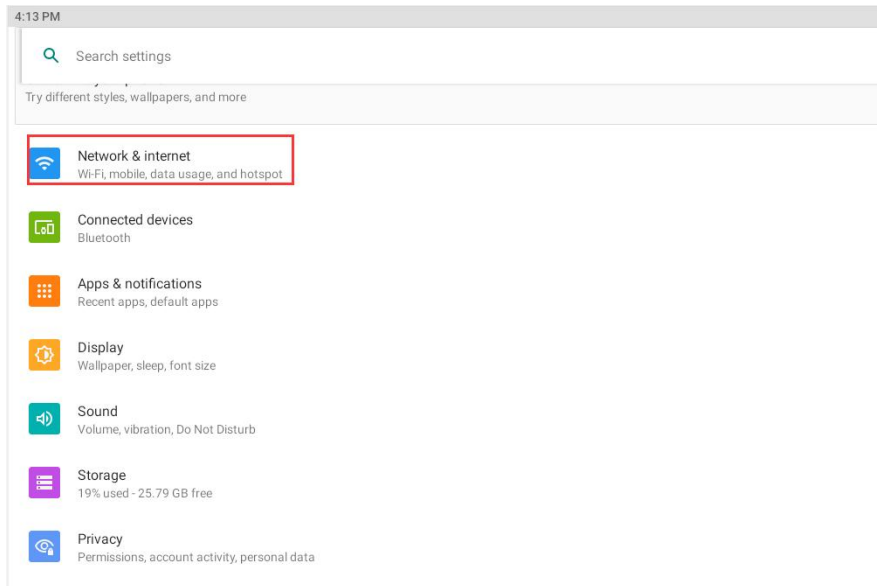 4:13 PM
Search settings
Try different styles, wallpapers, and more
Network & internet
Wi-Fi, mobile, data usage, and hotspot
Connected devices
Bluetooth
Apps & notifications
Recent apps, default apps
Display
Wallpaper, sleep, font size
Sound
Volume, vibration, Do Not Disturb
Storage
19% used - 25.79 GB free
Privacy
Permissions, account activity, personal data